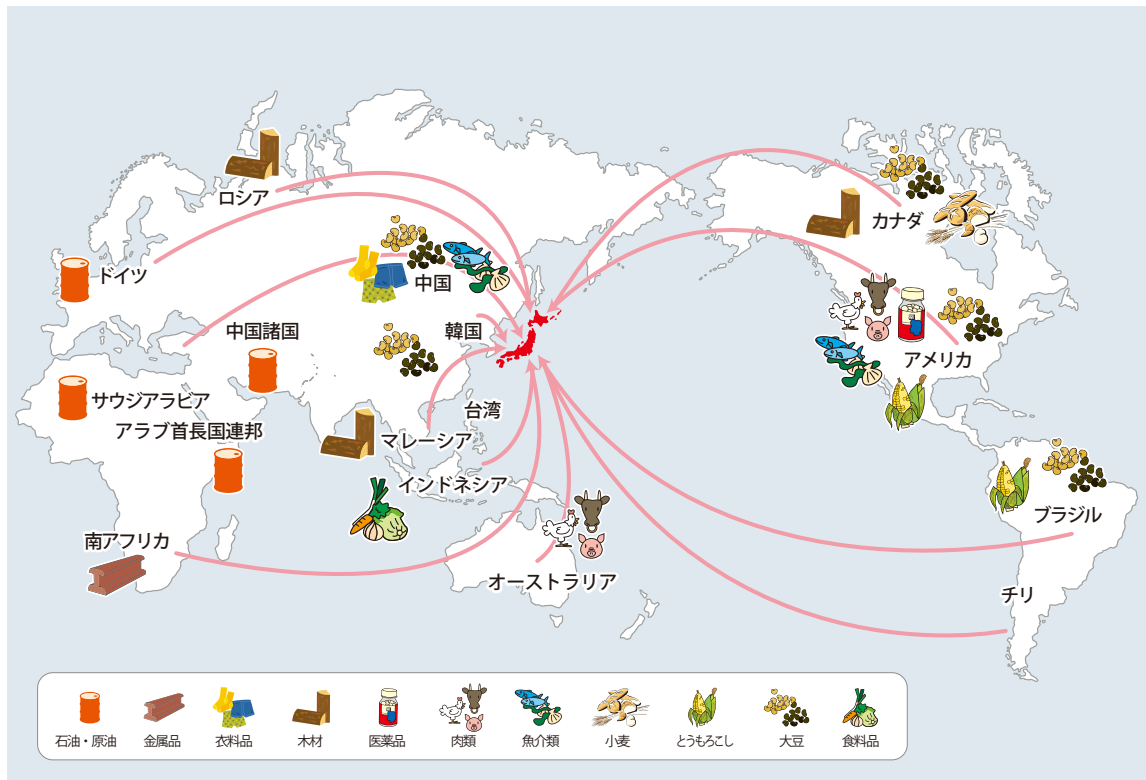 ロシア
カナダ
ドイツ
中国
中国諸国
韓国
アメリカ
サウジアラビア
台湾
アラブ首長国連邦
マレーシア
インドネシア
ブラジル
南アフリカ
オーストラリア
チリ
石油・原油
金属品
衣料品
木材
医薬品
肉類
魚介類
小麦
とうもろこし
大豆
食料品